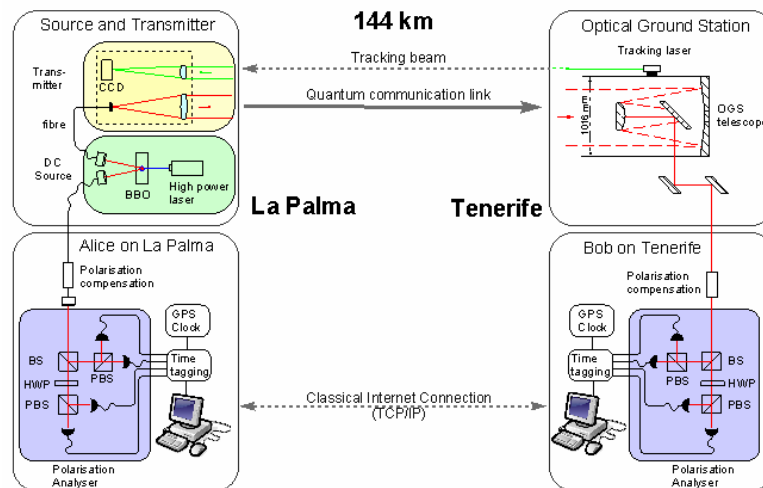 Source and Transmitter
144 km
Optical Ground Station
Tracking beam
Tracking laser
Trans-
mitter
CCD
Quantum communication link
1016 mm
OGS
telescope
fibre
DC
Source
BBO
High power
laser
La Palma
Tenerife
Alice on La Palma
Bob on Tenerife
Polarisation
compensation
Polarisation
compensation
GPS
Clock
GPS
Clock
BS
PBS
Time
tagging
HWP
PBS
Time
tagging
PBS
BS
HWP
PBS
Classical Internet Connection
(TCP/IP)
Polarisation
Analyser
Polarisation
Analyser